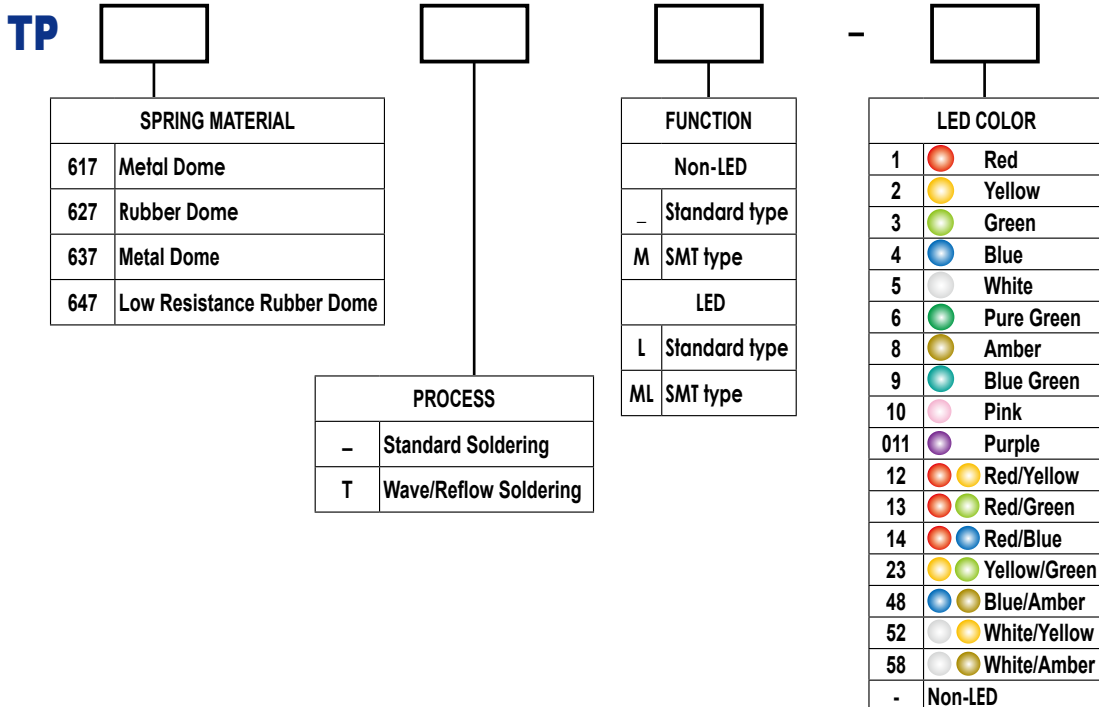 TP –
SPRING MATERIAL
617 Metal Dome
627 Rubber Dome
637 Metal Dome
647 Low Resistance Rubber Dome
PROCESS
– Standard Soldering
T Wave/Reflow Soldering
FUNCTION
Non-LED
_ Standard type
M SMT type
LED
L Standard type
ML SMT type
LED COLOR
1 Red
2 Yellow
3 Green
4 Blue
5 White
6 Pure Green
8 Amber
9 Blue Green
10 Pink
011 Purple
12 Red/Yellow
13 Red/Green
14 Red/Blue
23 Yellow/Green
48 Blue/Amber
52 White/Yellow
58 White/Amber
- Non-LED